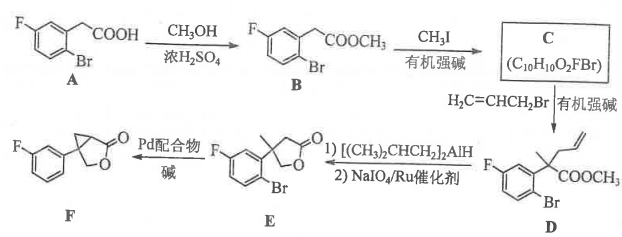 F
COOH
Br
A
CH₃OH
浓H₂SO₄
F
COOCH₃
Br
B
CH₃I
有机强碱
C
(C₁₀H₁₀O₂FBr)
H₂C=CHCH₂Br
有机强碱
F
COOCH₃
Br
D
1) [(CH₃)₂CHCH₂]₂AlH
2) NaIO₄/Ru催化剂
F
O
O
Br
E
Pd配合物
碱
F
O
O
F